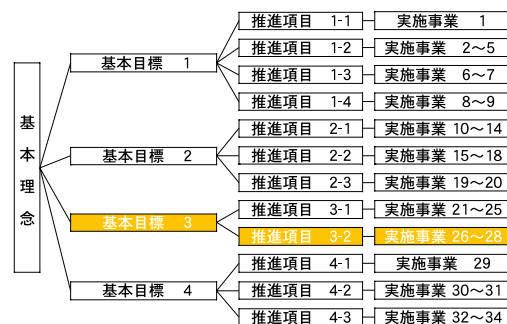 基本理念
基本目標 1
推進項目 1-1 実施事業 1
推進項目 1-2 実施事業 2～5
推進項目 1-3 実施事業 6～7
推進項目 1-4 実施事業 8～9
基本目標 2
推進項目 2-1 実施事業 10～14
推進項目 2-2 実施事業 15～18
推進項目 2-3 実施事業 19～20
基本目標 3
推進項目 3-1 実施事業 21～25
推進項目 3-2 実施事業 26～28
基本目標 4
推進項目 4-1 実施事業 29
推進項目 4-2 実施事業 30～31
推進項目 4-3 実施事業 32～34